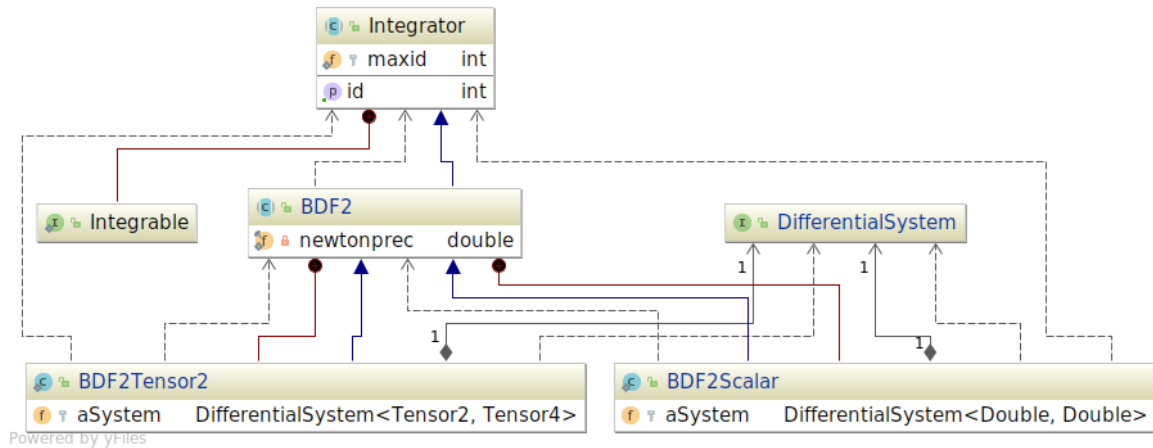 C Integrator
f maxid int
p id int
I Integrable
C BDF2
f newtonprec double
I DifferentialSystem
1
1
1
1
C BDF2Tensor2
f aSystem DifferentialSystem<Tensor2, Tensor4>
C BDF2Scalar
f aSystem DifferentialSystem<Double, Double>
Powered by yFiles